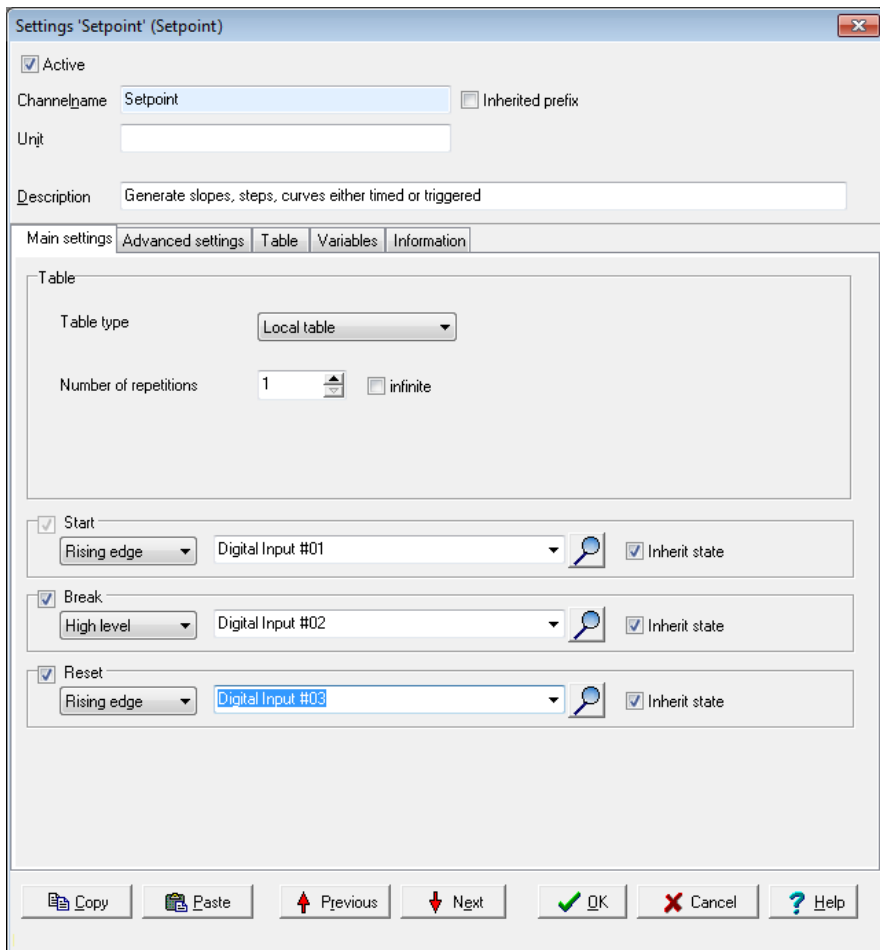 Settings 'Setpoint' (Setpoint)
Active
Channelname Setpoint Inherited prefix
Unit
Description Generate slopes, steps, curves either timed or triggered
Main settings Advanced settings Table Variables Information
Table
Table type Local table
Number of repetitions 1 infinite
Start
Rising edge Digital Input #01 Inherit state
Break
High level Digital Input #02 Inherit state
Reset
Rising edge Digital Input #03 Inherit state
Copy Paste Previous Next OK Cancel ? Help